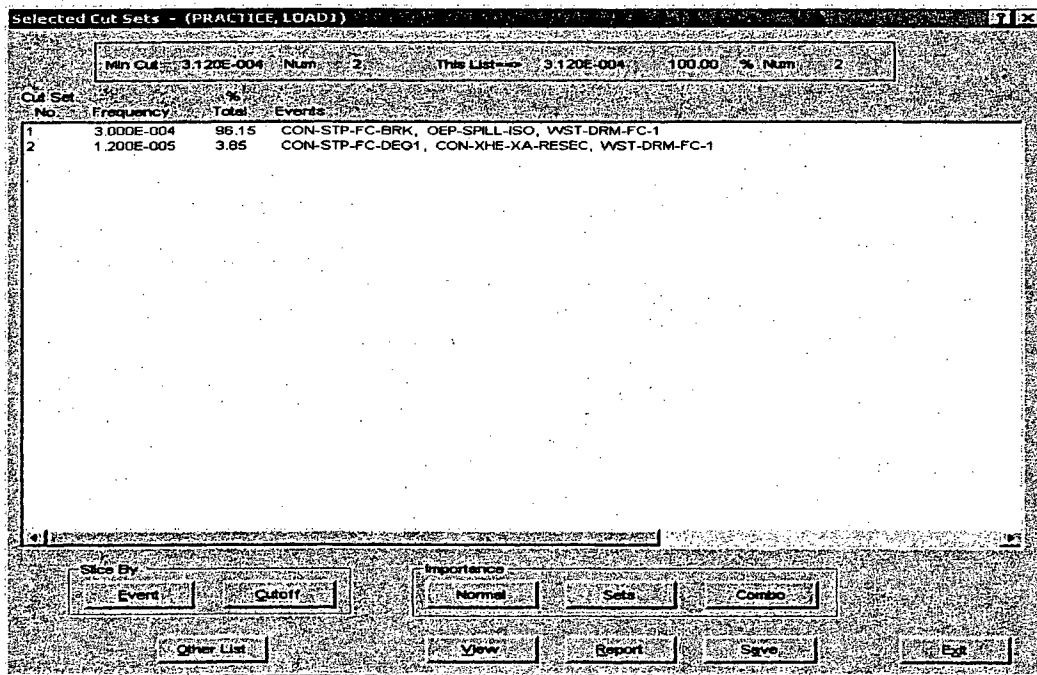 Selected Cut Sets - (PRACTICE, LOAD1)
Min Cut 3.120E-004 Num 2 This List==> 3.120E-004 100.00 % Num 2
Cut Set %
No. Frequency Total Events
1 3.000E-004 96.15 CON-STP-FC-BRK, OEP-SPILL-ISO, WST-DRM-FC-1
2 1.200E-005 3.85 CON-STP-FC-DEG1, CON-XHE-XA-RESEC, WST-DRM-FC-1
Slice By Importance
Event Cutoff Normal Sets Combo
Other List View Report Save Exit